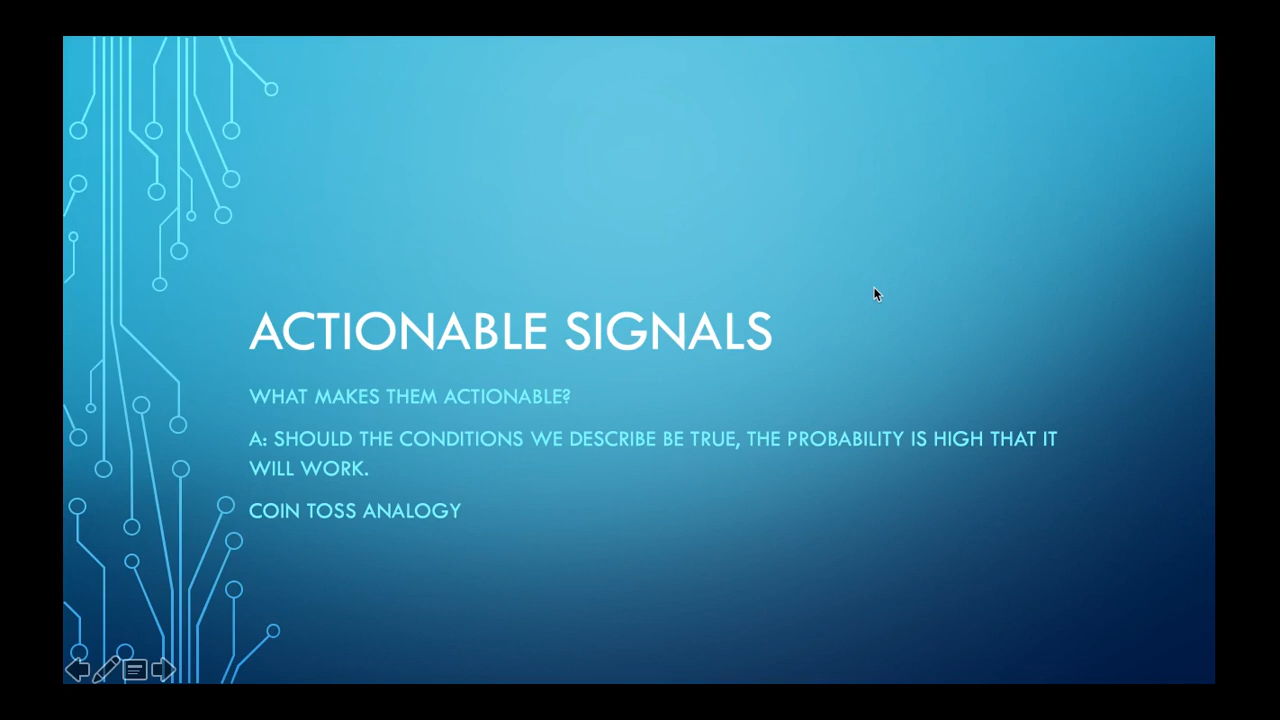 ACTIONABLE SIGNALS
WHAT MAKES THEM ACTIONABLE?
A: SHOULD THE CONDITIONS WE DESCRIBE BE TRUE, THE PROBABILITY IS HIGH THAT IT
WILL WORK.
COIN TOSS ANALOGY